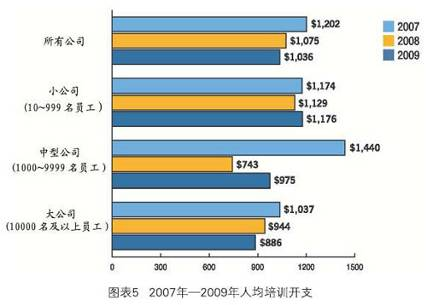 2007
2008
2009
所有公司
$1,202
$1,075
$1,036
小公司
(10~999 名员工)
$1,174
$1,129
$1,176
中型公司
(1000~9999 名员工)
$1,440
$743
$975
大公司
(10000 名及以上员工)
$1,037
$944
$886
0 300 600 900 1200 1500
图表5 2007年—2009年人均培训开支